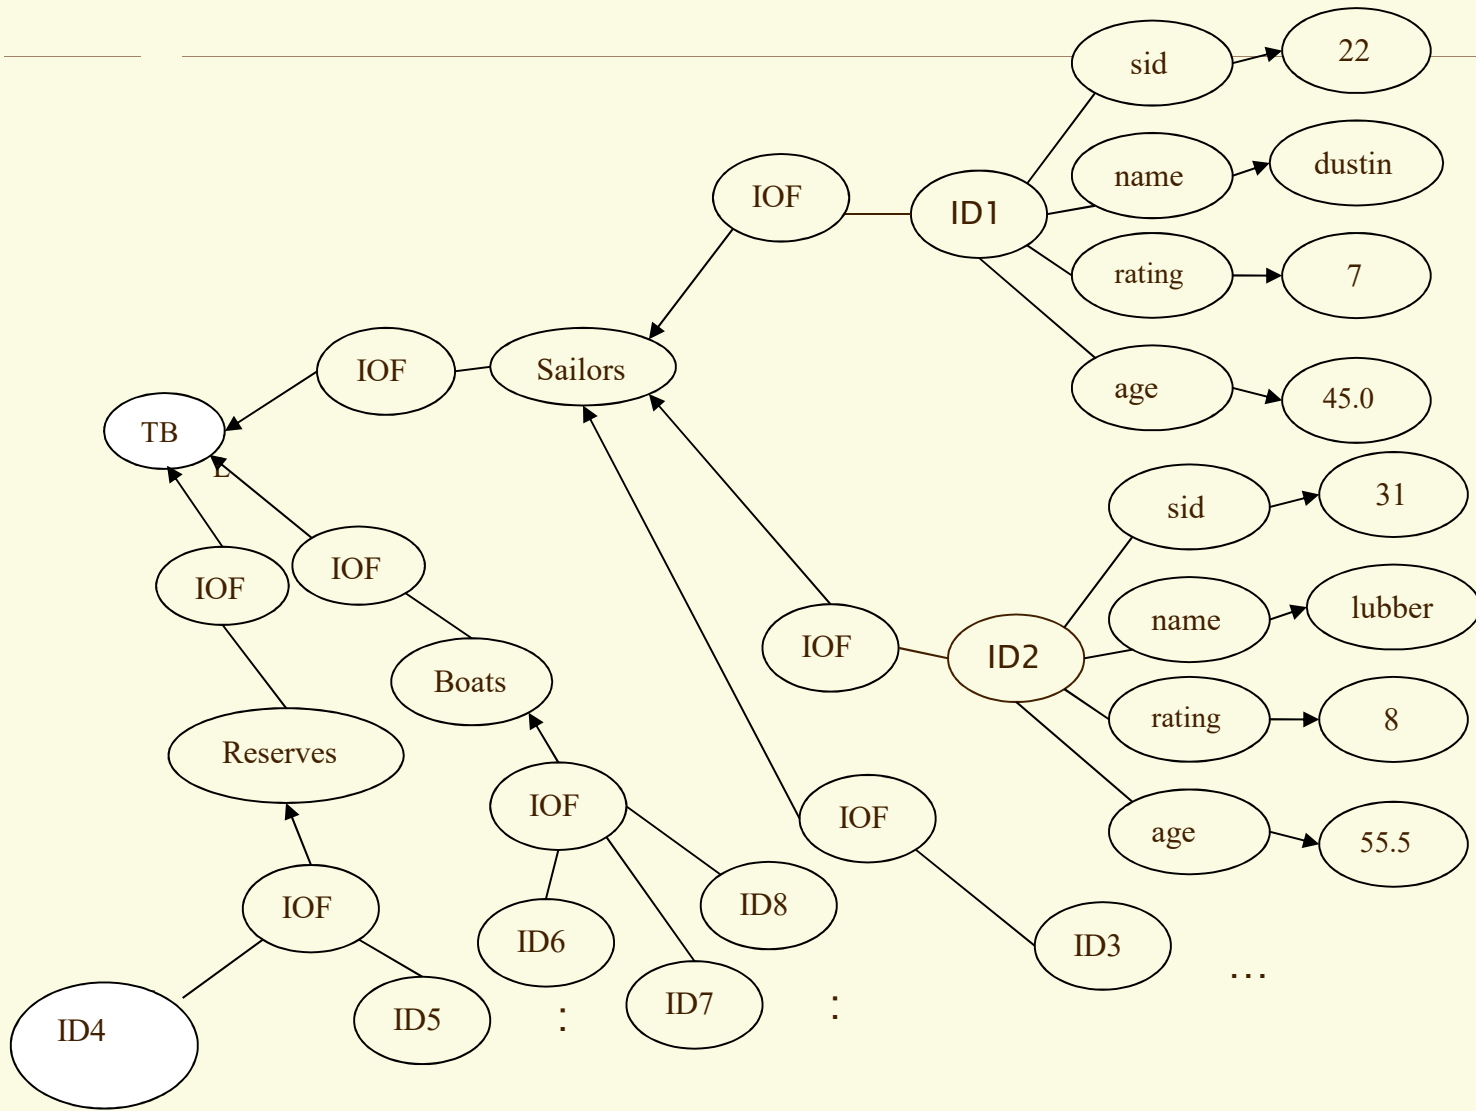 sid
22
name
dustin
IOF
ID1
rating
7
IOF
Sailors
age
45.0
TB
L
sid
31
IOF
IOF
name
lubber
IOF
ID2
Boats
rating
8
Reserves
IOF
IOF
age
55.5
IOF
ID8
ID6
ID3
...
ID7
:
ID4
ID5
: